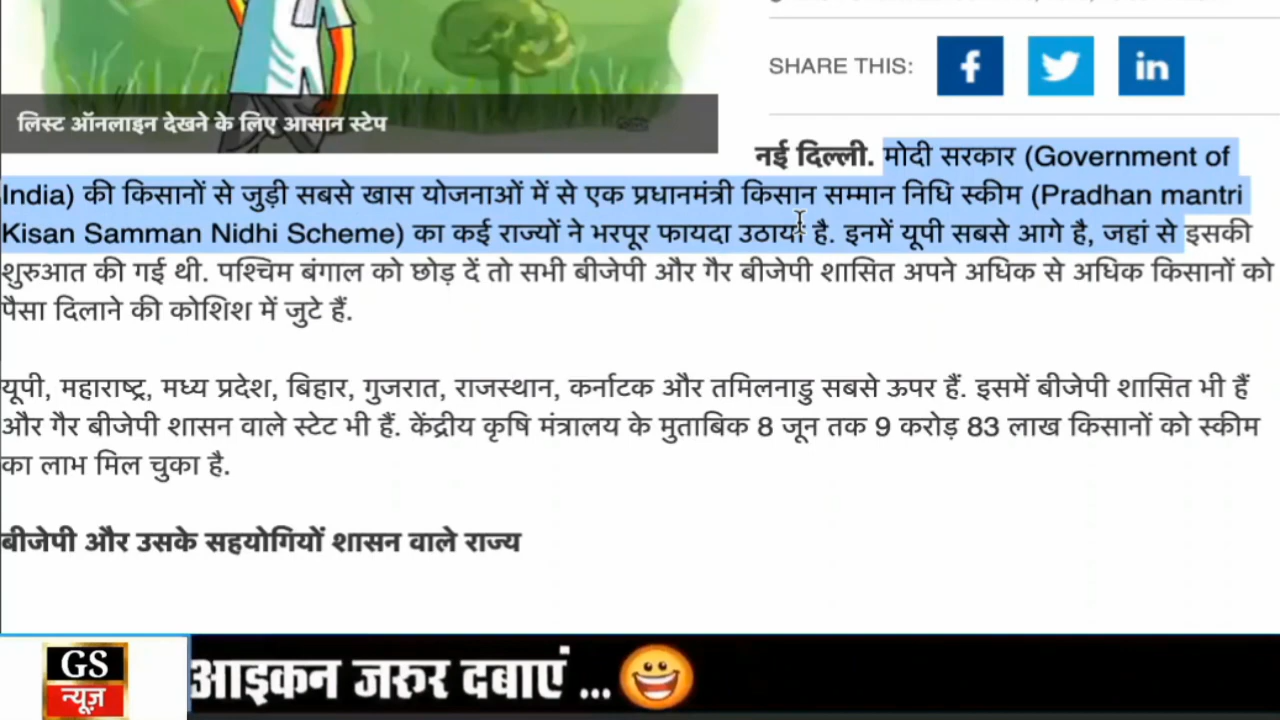 SHARE THIS:
लिस्ट ऑनलाइन देखने के लिए आसान स्टेप
नई दिल्ली. मोदी सरकार (Government of
India) की किसानों से जुड़ी सबसे खास योजनाओं में से एक प्रधानमंत्री किसान सम्मान निधि स्कीम (Pradhan mantri
Kisan Samman Nidhi Scheme) का कई राज्यों ने भरपूर फायदा उठाया है. इनमें यूपी सबसे आगे है, जहां से इसकी
शुरुआत की गई थी. पश्चिम बंगाल को छोड़ दें तो सभी बीजेपी और गैर बीजेपी शासित अपने अधिक से अधिक किसानों को
पैसा दिलाने की कोशिश में जुटे हैं.
यूपी, महाराष्ट्र, मध्य प्रदेश, बिहार, गुजरात, राजस्थान, कर्नाटक और तमिलनाडु सबसे ऊपर हैं. इसमें बीजेपी शासित भी हैं
और गैर बीजेपी शासन वाले स्टेट भी हैं. केंद्रीय कृषि मंत्रालय के मुताबिक 8 जून तक 9 करोड़ 83 लाख किसानों को स्कीम
का लाभ मिल चुका है.
बीजेपी और उसके सहयोगियों शासन वाले राज्य
GS
न्यूज़
आइकन जरुर दबाएं ...